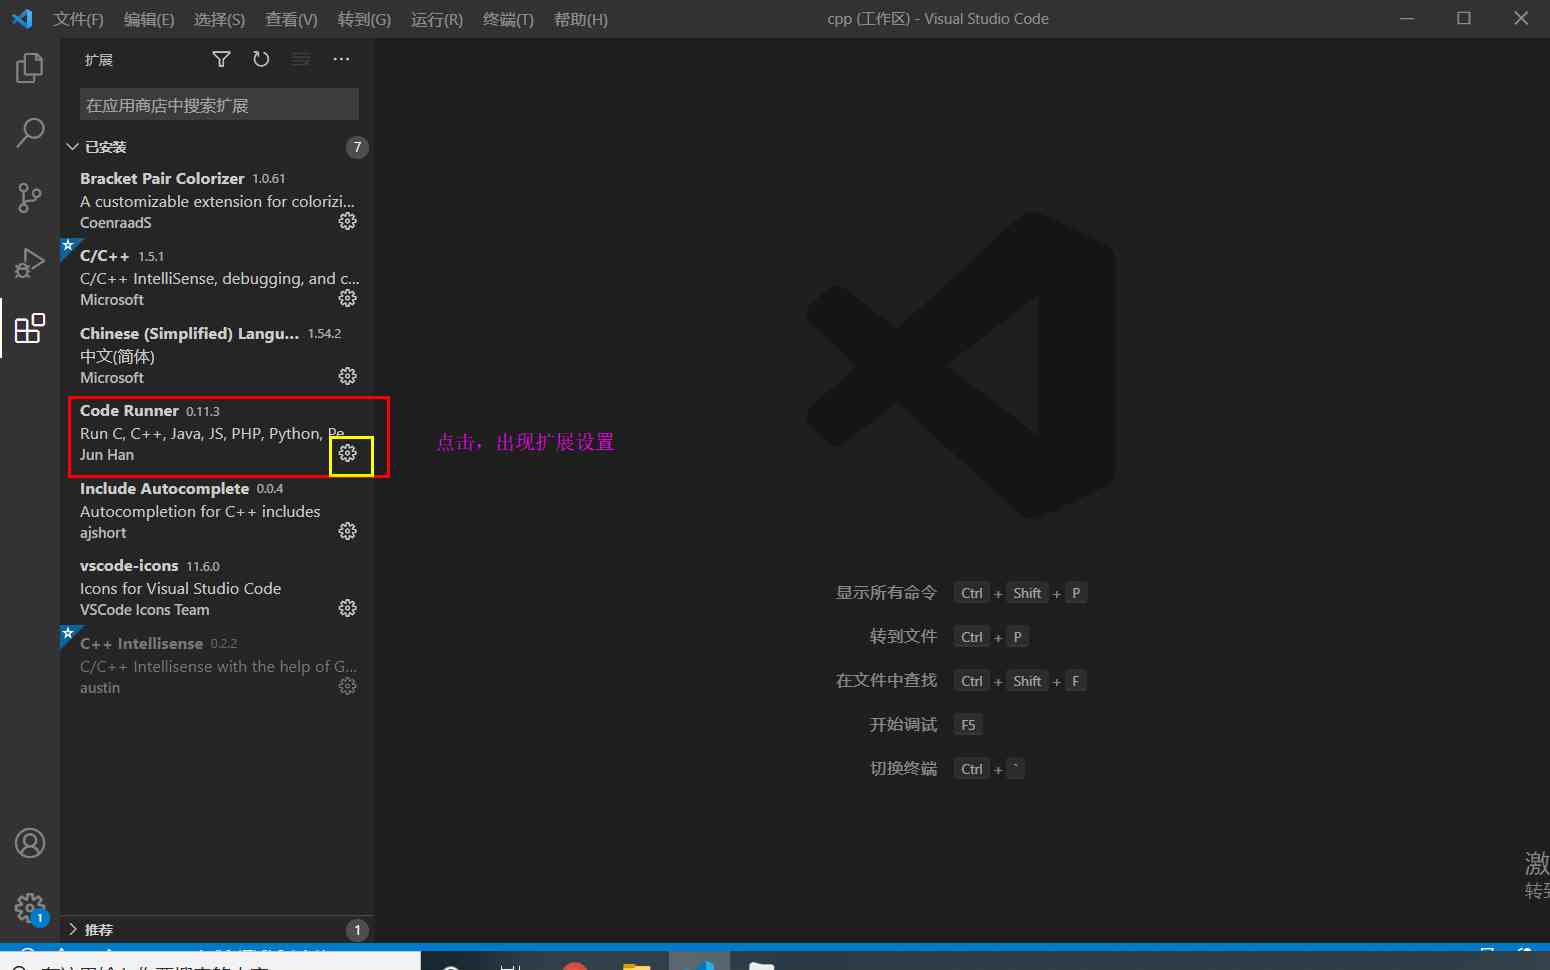 文件(F) 编辑(E) 选择(S) 查看(V) 转到(G) 运行(R) 终端(T) 帮助(H) cpp (工作区) - Visual Studio Code
扩展
在应用商店中搜索扩展
已安装 7
Bracket Pair Colorizer 1.0.61
A customizable extension for colorizi...
CoenraadS
C/C++ 1.5.1
C/C++ IntelliSense, debugging, and c...
Microsoft
Chinese (Simplified) Langu... 1.54.2
中文(简体)
Microsoft
Code Runner 0.11.3
Run C, C++, Java, JS, PHP, Python, Pe
Jun Han
点击，出现扩展设置
Include Autocomplete 0.0.4
Autocompletion for C++ includes
ajshort
vscode-icons 11.6.0
Icons for Visual Studio Code
VSCode Icons Team
C++ Intellisense 0.2.2
C/C++ Intellisense with the help of G...
austin
显示所有命令 Ctrl + Shift + P
转到文件 Ctrl + P
在文件中查找 Ctrl + Shift + F
开始调试 F5
切换终端 Ctrl + `
激
转到
1
推荐 1